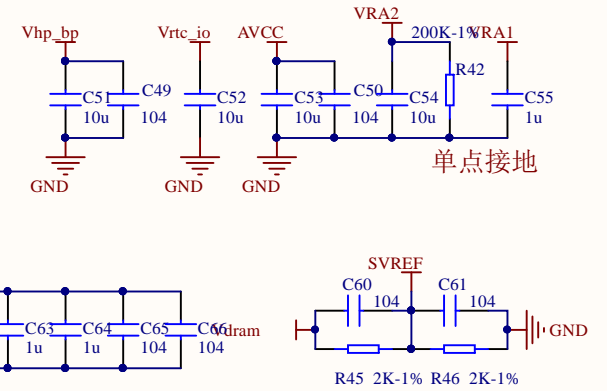 VRA2
Vhp_bp
Vrtc_io
AVCC
200K-1%
VRA1
R42
C51
10u
C49
104
C52
10u
C53
10u
C50
104
C54
10u
C55
1u
单点接地
GND
GND
GND
SVREF
C60
104
C61
104
C63
1u
C64
1u
C65
104
C66
104
Vdram
GND
R45 2K-1%
R46 2K-1%